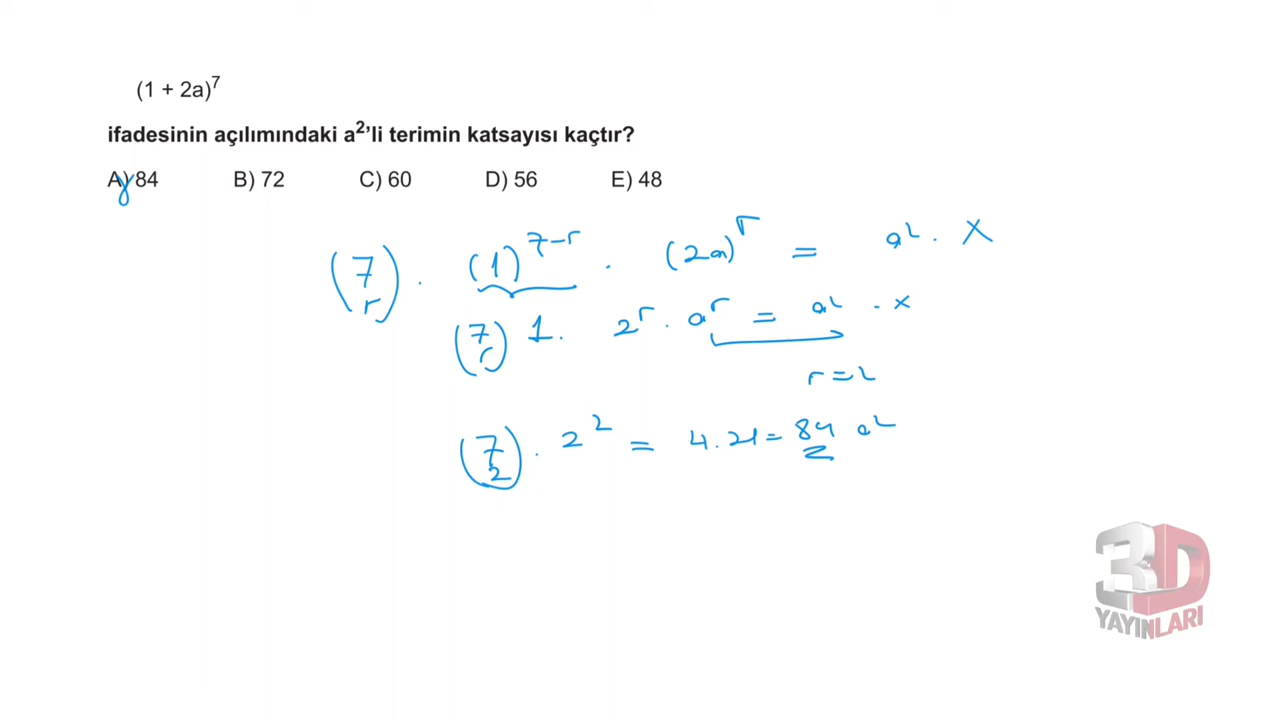 (1 + 2a)⁷
ifadesinin açılımındaki a²’li terimin katsayısı kaçtır?
A) 84 B) 72 C) 60 D) 56 E) 48
(7 r) . (1)^(7-r) . (2a)^r = a² . X
(7 r) 1 . 2^r . a^r = a² . x
r = 2
(7 2) . 2² = 4.21 = 84 a²
3D
YAYINLARI